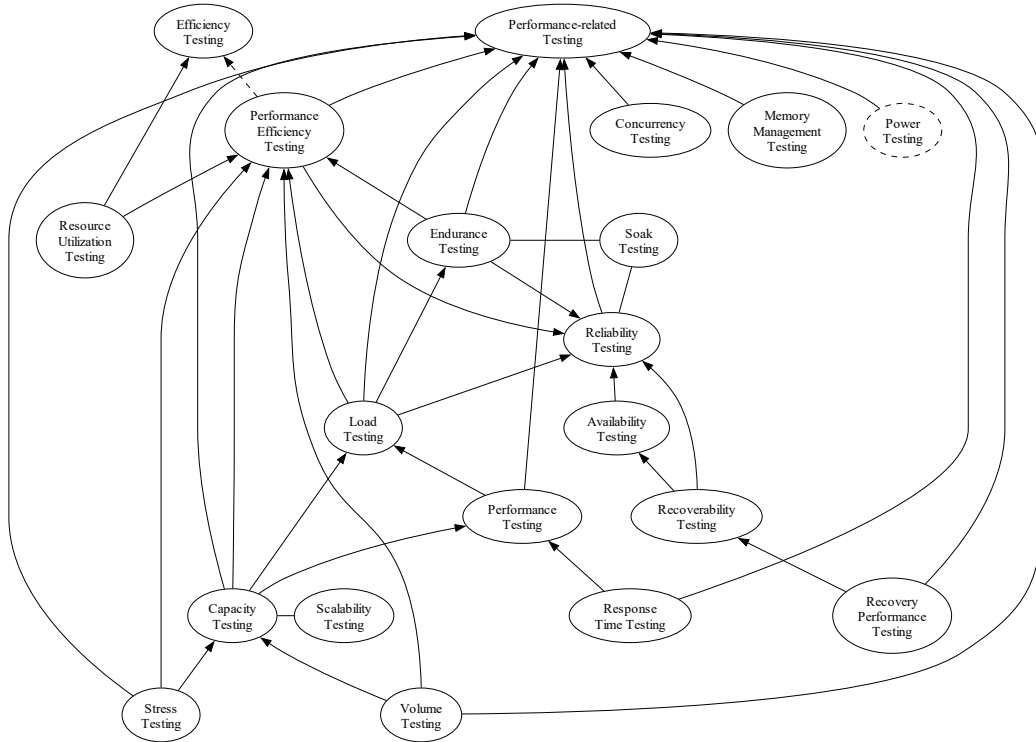 Efficiency
Testing
Performance-related
Testing
Performance
Efficiency
Testing
Concurrency
Testing
Memory
Management
Testing
Power
Testing
Resource
Utilization
Testing
Endurance
Testing
Soak
Testing
Reliability
Testing
Load
Testing
Availability
Testing
Performance
Testing
Recoverability
Testing
Capacity
Testing
Scalability
Testing
Response
Time Testing
Recovery
Performance
Testing
Stress
Testing
Volume
Testing